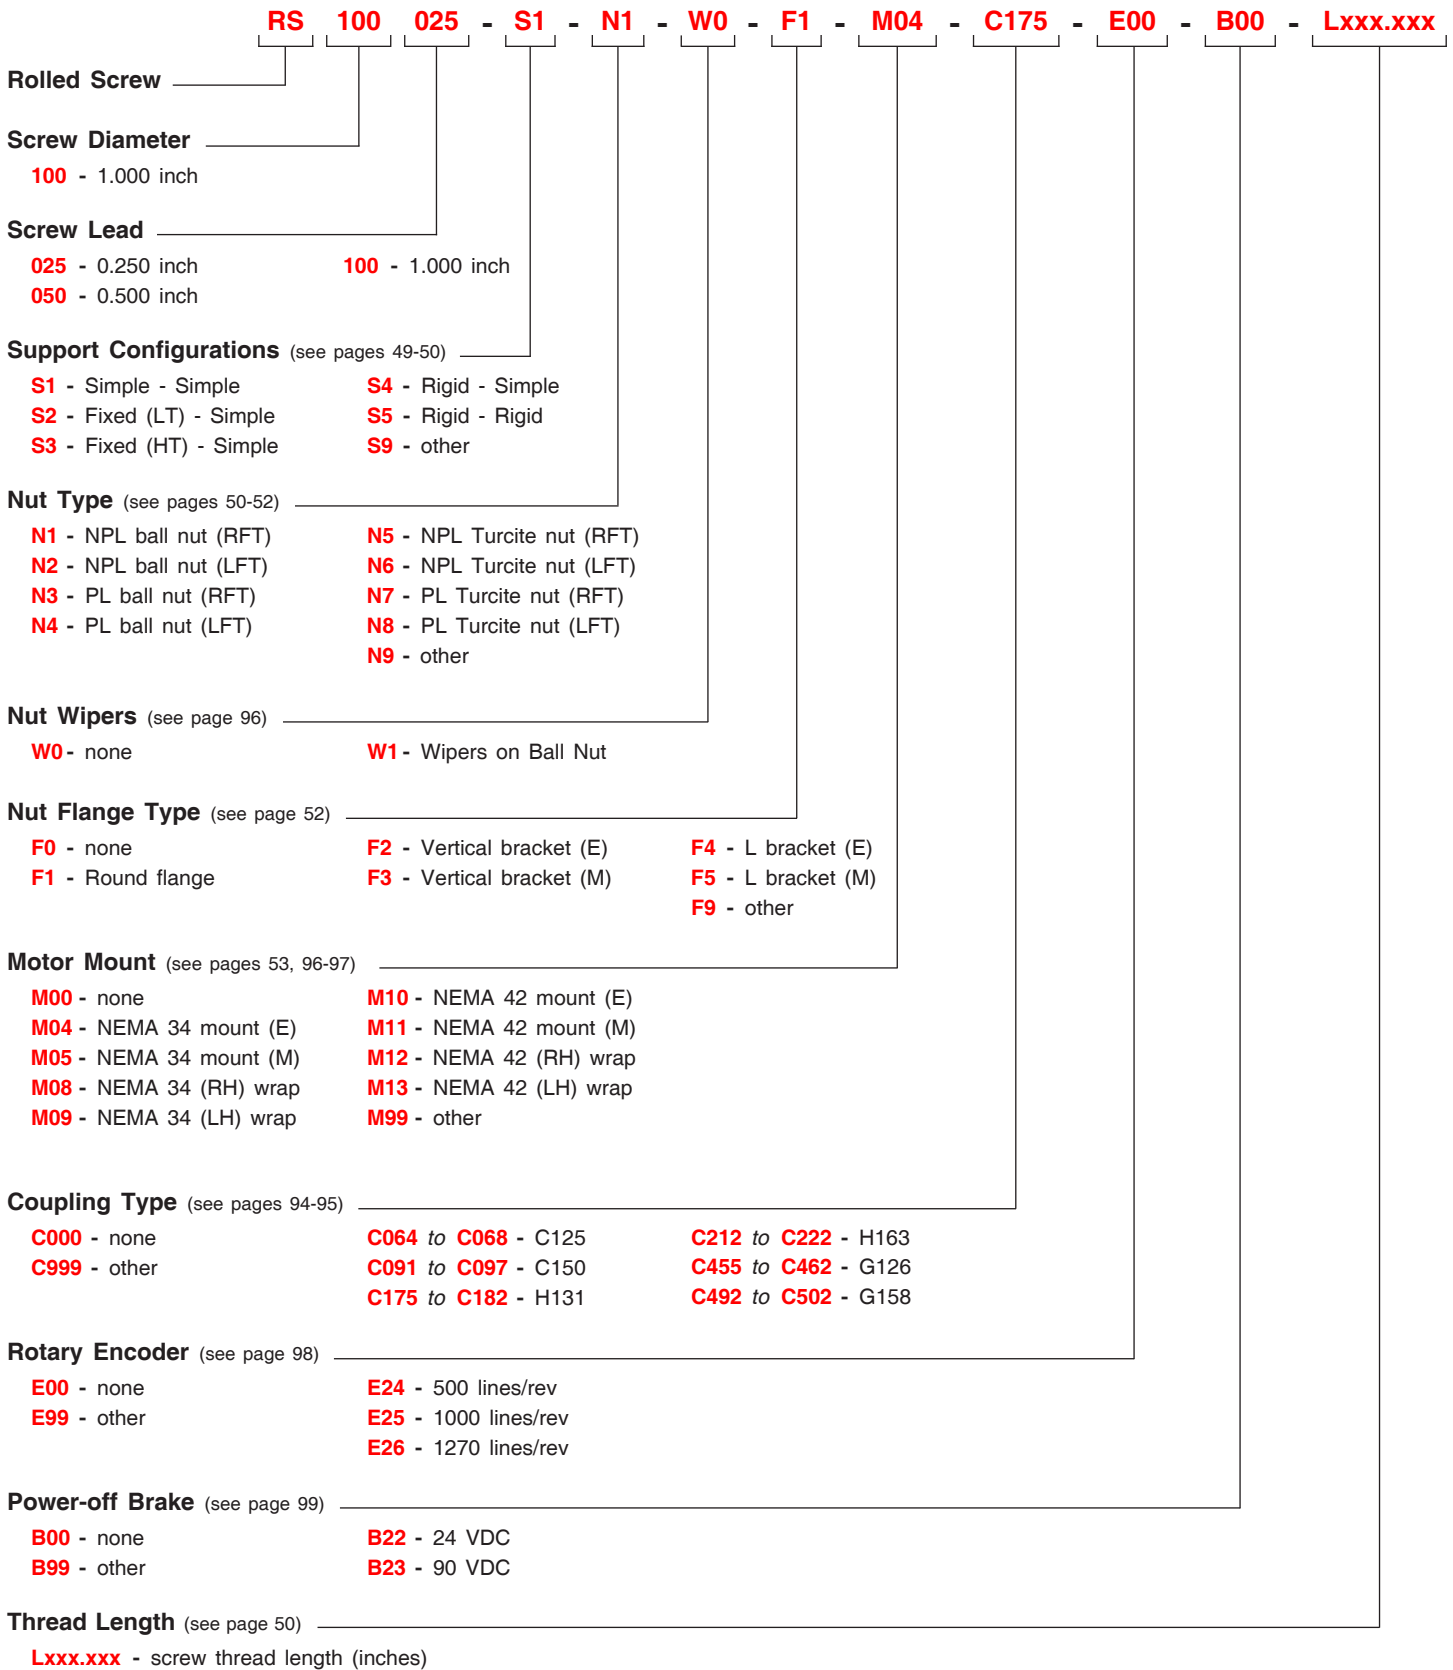 RS 100 025 - S1 - N1 - W0 - F1 - M04 - C175 - E00 - B00 - Lxxx.xxx
Rolled Screw
Screw Diameter
100 - 1.000 inch
Screw Lead
025 - 0.250 inch 100 - 1.000 inch
050 - 0.500 inch
Support Configurations (see pages 49-50)
S1 - Simple - Simple S4 - Rigid - Simple
S2 - Fixed (LT) - Simple S5 - Rigid - Rigid
S3 - Fixed (HT) - Simple S9 - other
Nut Type (see pages 50-52)
N1 - NPL ball nut (RFT) N5 - NPL Turcite nut (RFT)
N2 - NPL ball nut (LFT) N6 - NPL Turcite nut (LFT)
N3 - PL ball nut (RFT) N7 - PL Turcite nut (RFT)
N4 - PL ball nut (LFT) N8 - PL Turcite nut (LFT)
N9 - other
Nut Wipers (see page 96)
W0 - none W1 - Wipers on Ball Nut
Nut Flange Type (see page 52)
F0 - none F2 - Vertical bracket (E) F4 - L bracket (E)
F1 - Round flange F3 - Vertical bracket (M) F5 - L bracket (M)
F9 - other
Motor Mount (see pages 53, 96-97)
M00 - none M10 - NEMA 42 mount (E)
M04 - NEMA 34 mount (E) M11 - NEMA 42 mount (M)
M05 - NEMA 34 mount (M) M12 - NEMA 42 (RH) wrap
M08 - NEMA 34 (RH) wrap M13 - NEMA 42 (LH) wrap
M09 - NEMA 34 (LH) wrap M99 - other
Coupling Type (see pages 94-95)
C000 - none C064 to C068 - C125 C212 to C222 - H163
C999 - other C091 to C097 - C150 C455 to C462 - G126
C175 to C182 - H131 C492 to C502 - G158
Rotary Encoder (see page 98)
E00 - none E24 - 500 lines/rev
E99 - other E25 - 1000 lines/rev
E26 - 1270 lines/rev
Power-off Brake (see page 99)
B00 - none B22 - 24 VDC
B99 - other B23 - 90 VDC
Thread Length (see page 50)
Lxxx.xxx - screw thread length (inches)